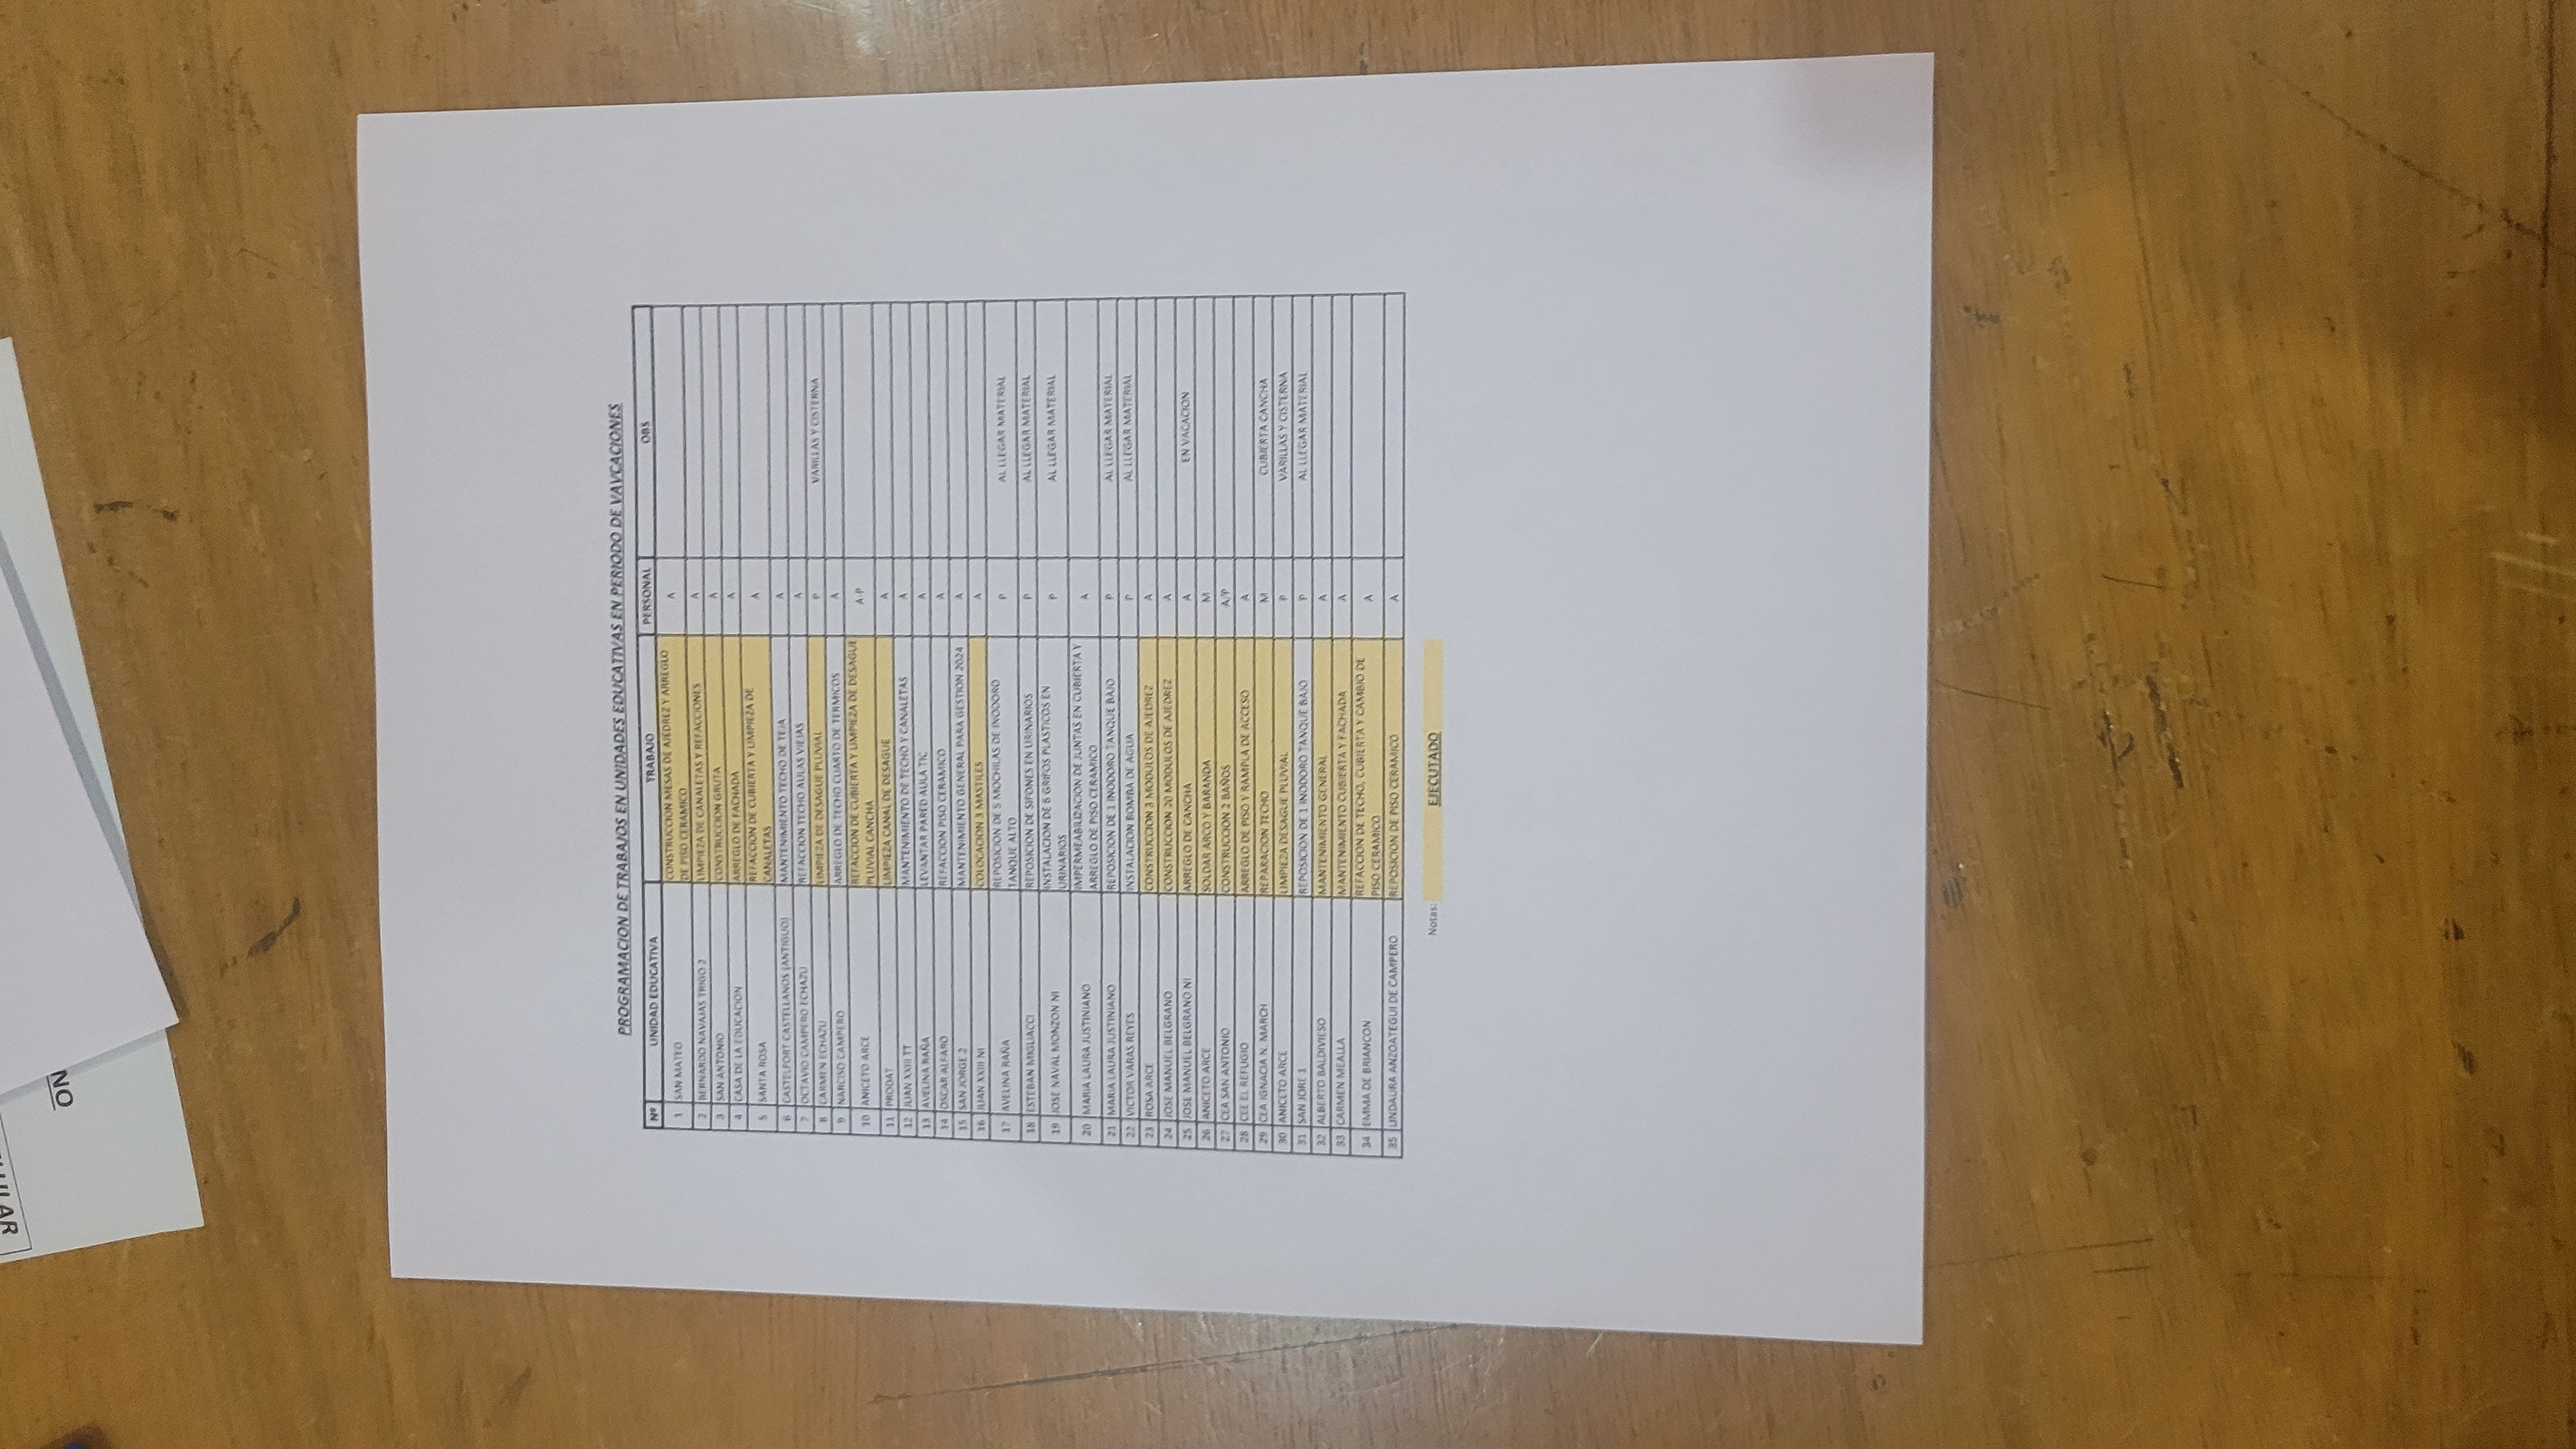 ULAR
NO
PROGRAMACION DE TRABAJOS EN UNIDADES EDUCATIVAS EN PERIODO DE VAVCACIONES
Nº UNIDAD EDUCATIVA TRABAJO PERSONAL OBS
1 SAN MATEO CONSTRUCCION MESAS DE AJEDREZ Y ARREGLO DE PISO CERAMICO A
2 BERNARDO NAVAJAS TRIGO 2 LIMPIEZA DE CANALETAS Y REFACCIONES A
3 SAN ANTONIO CONSTRUCCION GRUTA A
4 CASA DE LA EDUCACION ARREGLO DE FACHADA A
5 SANTA ROSA REFACCION DE CUBIERTA Y LIMPIEZA DE CANALETAS A
6 CASTELFORT CASTELLANOS (ANTIGUO) MANTENIMIENTO TECHO DE TEJA A
7 OCTAVIO CAMPERO ECHAZU REFACCION TECHO AULAS VIEJAS A
8 CARMEN ECHAZU LIMPIEZA DE DESAGUE PLUVIAL P VARILLAS Y CISTERNA
9 NARCISO CAMPERO ARREGLO DE TECHO CUARTO DE TERMICOS A
10 ANICETO ARCE REFACCION DE CUBIERTA Y LIMPIEZA DE DESAGUE PLUVIAL CANCHA A-P
11 PRODAT LIMPIEZA CANAL DE DESAGUE A
12 JUAN XXIII TT MANTENIMIENTO DE TECHO Y CANALETAS A
13 AVELINA RAÑA LEVANTAR PARED AULA TIC A
14 OSCAR ALFARO REFACCION PISO CERAMICO A
15 SAN JORGE 2 MANTENIMIENTO GENERAL PARA GESTION 2024 A
16 JUAN XXIII NI COLOCACION 3 MASTILES A
17 AVELINA RAÑA REPOSICION DE 5 MOCHILAS DE INODORO TANQUE ALTO P AL LLEGAR MATERIAL
18 ESTEBAN MIGLIACCI REPOSICION DE SIFONES EN URINARIOS P AL LLEGAR MATERIAL
19 JOSE NAVAL MONZON NI INSTALACION DE 6 GRIFOS PLASTICOS EN URINARIOS P AL LLEGAR MATERIAL
20 MARIA LAURA JUSTINIANO IMPERMEABILIZACION DE JUNTAS EN CUBIERTA Y ARREGLO DE PISO CERAMICO A
21 MARIA LAURA JUSTINIANO REPOSICION DE 1 INODORO TANQUE BAJO P AL LLEGAR MATERIAL
22 VICTOR VARAS REYES INSTALACION BOMBA DE AGUA P AL LLEGAR MATERIAL
23 ROSA ARCE CONSTRUCCION 3 MODULOS DE AJEDREZ A
24 JOSE MANUEL BELGRANO CONSTRUCCION 20 MODULOS DE AJEDREZ A
25 JOSE MANUEL BELGRANO NI ARREGLO DE CANCHA A EN VACACION
26 ANICETO ARCE SOLDAR ARCO Y BARANDA M
27 CEA SAN ANTONIO CONSTRUCCION 2 BAÑOS A/P
28 CEE EL REFUGIO ARREGLO DE PISO Y RAMPLA DE ACCESO A
29 CEA IGNACIA N. MARCH REPARACION TECHO M CUBIERTA CANCHA
30 ANICETO ARCE LIMPIEZA DESAGUE PLUVIAL P VARILLAS Y CISTERNA
31 SAN JORE 1 REPOSICION DE 1 INODORO TANQUE BAJO P AL LLEGAR MATERIAL
32 ALBERTO BALDIVIESO MANTENIMIENTO GENERAL A
33 CARMEN MEALLA MANTENIMIENTO CUBIERTA Y FACHADA A
34 EMMA DE BRIANCON REFACCION DE TECHO, CUBIERTA Y CAMBIO DE PISO CERAMICO A
35 LINDAURA ANZOATEGUI DE CAMPERO REPOSICION DE PISO CERAMICO A
Notas: EJECUTADO